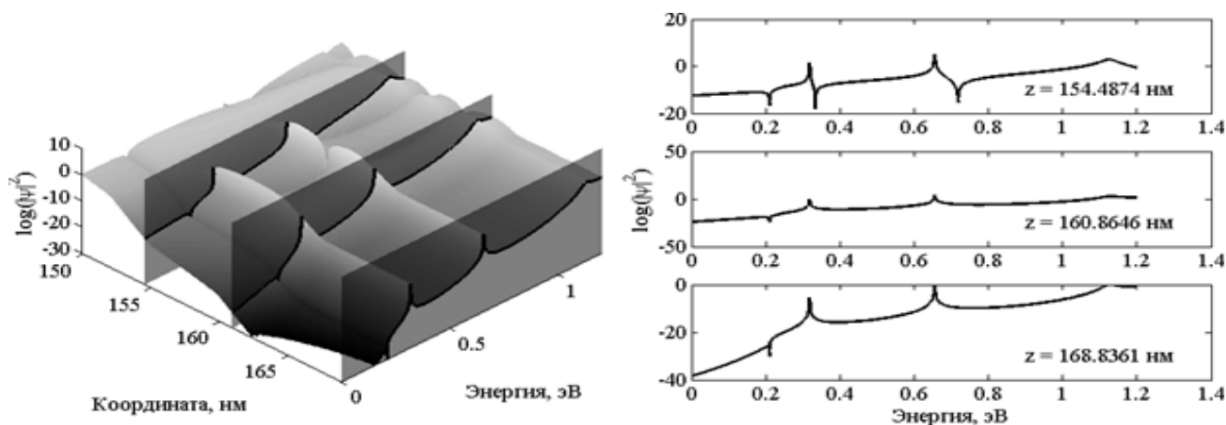 log(|ψ|²)
10
0
-10
-20
-30
150
155
160
165
Координата, нм
0
0.5
1
Энергия, эВ
20
0
-20
z = 154.4874 нм
0 0.2 0.4 0.6 0.8 1 1.2 1.4
log(|ψ|²)
50
0
-50
z = 160.8646 нм
0 0.2 0.4 0.6 0.8 1 1.2 1.4
0
-20
-40
z = 168.8361 нм
0 0.2 0.4 0.6 0.8 1 1.2 1.4
Энергия, эВ